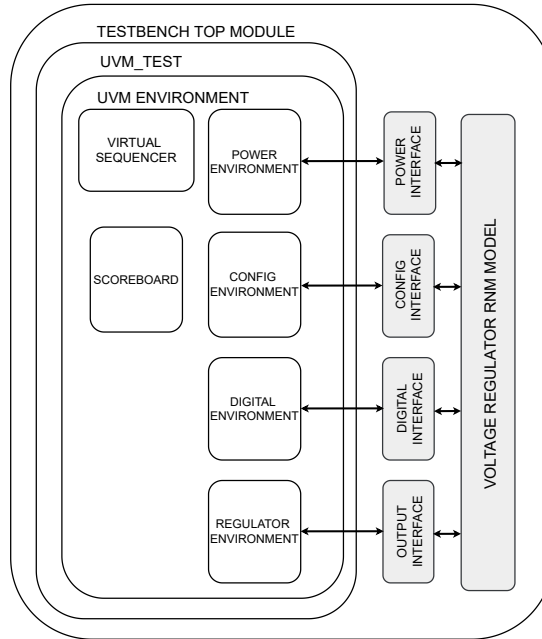 TESTBENCH TOP MODULE
UVM_TEST
UVM ENVIRONMENT
VIRTUAL
SEQUENCER
POWER
ENVIRONMENT
POWER
INTERFACE
SCOREBOARD
CONFIG
ENVIRONMENT
CONFIG
INTERFACE
VOLTAGE REGULATOR RNM MODEL
DIGITAL
ENVIRONMENT
DIGITAL
INTERFACE
REGULATOR
ENVIRONMENT
OUTPUT
INTERFACE